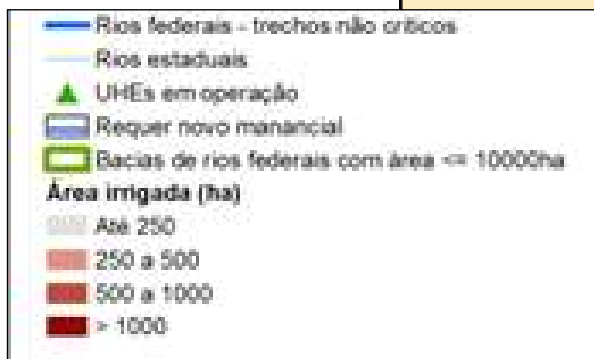 Rios federais - trechos não críticos
Rios estaduais
UHEs em operação
Requer novo manancial
Bacias de rios federais com área <= 10000ha
Área irrigada (ha)
Até 250
250 a 500
500 a 1000
> 1000